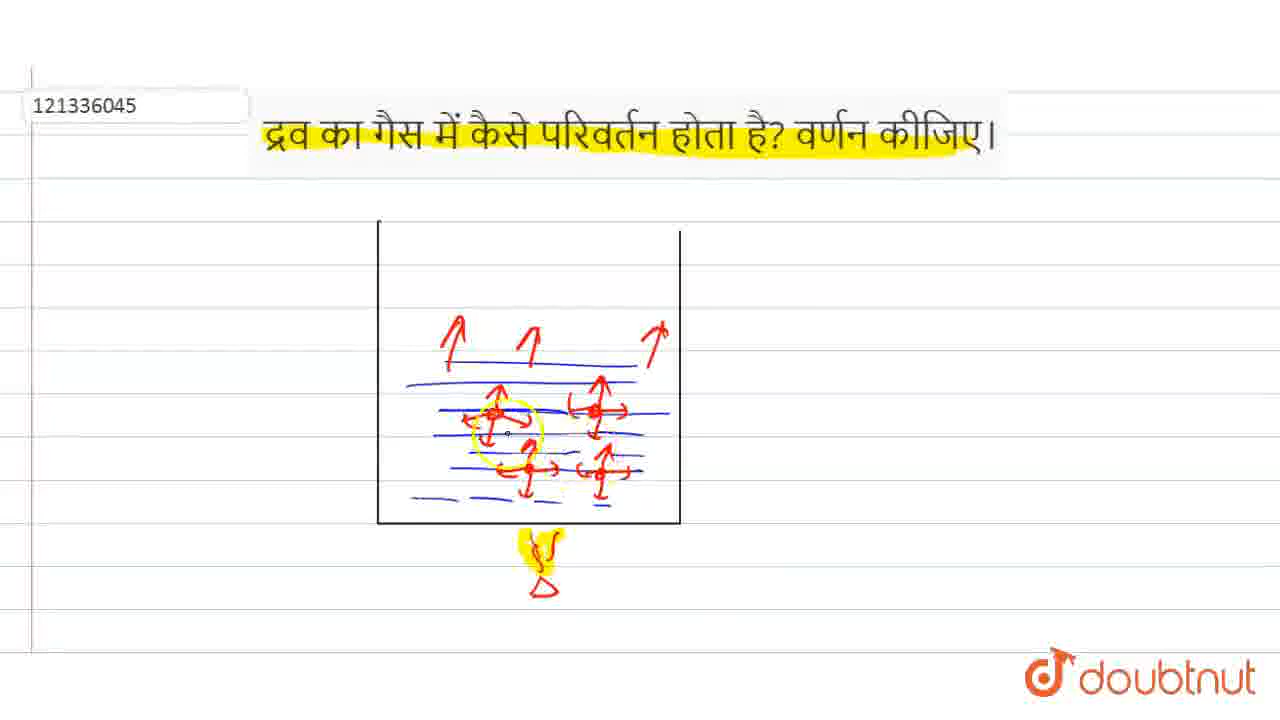 121336045
द्रव का गैस में कैसे परिवर्तन होता है? वर्णन कीजिए।
Δ
doubtnut